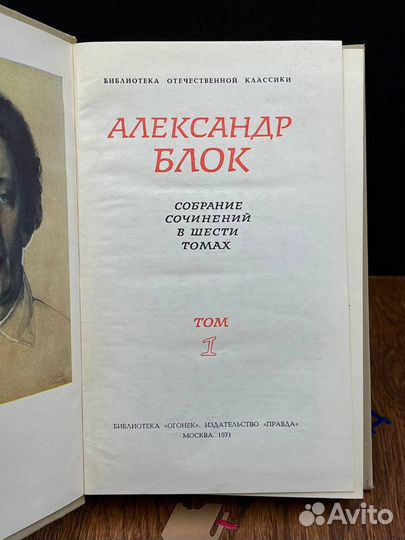 БИБЛИОТЕКА ОТЕЧЕСТВЕННОЙ КЛАССИКИ
АЛЕКСАНДР
БЛОК
СОБРАНИЕ
СОЧИНЕНИЙ
В ШЕСТИ
ТОМАХ
ТОМ
1
БИБЛИОТЕКА «ОГОНЕК». ИЗДАТЕЛЬСТВО «ПРАВДА»
МОСКВА. 1971
Avito